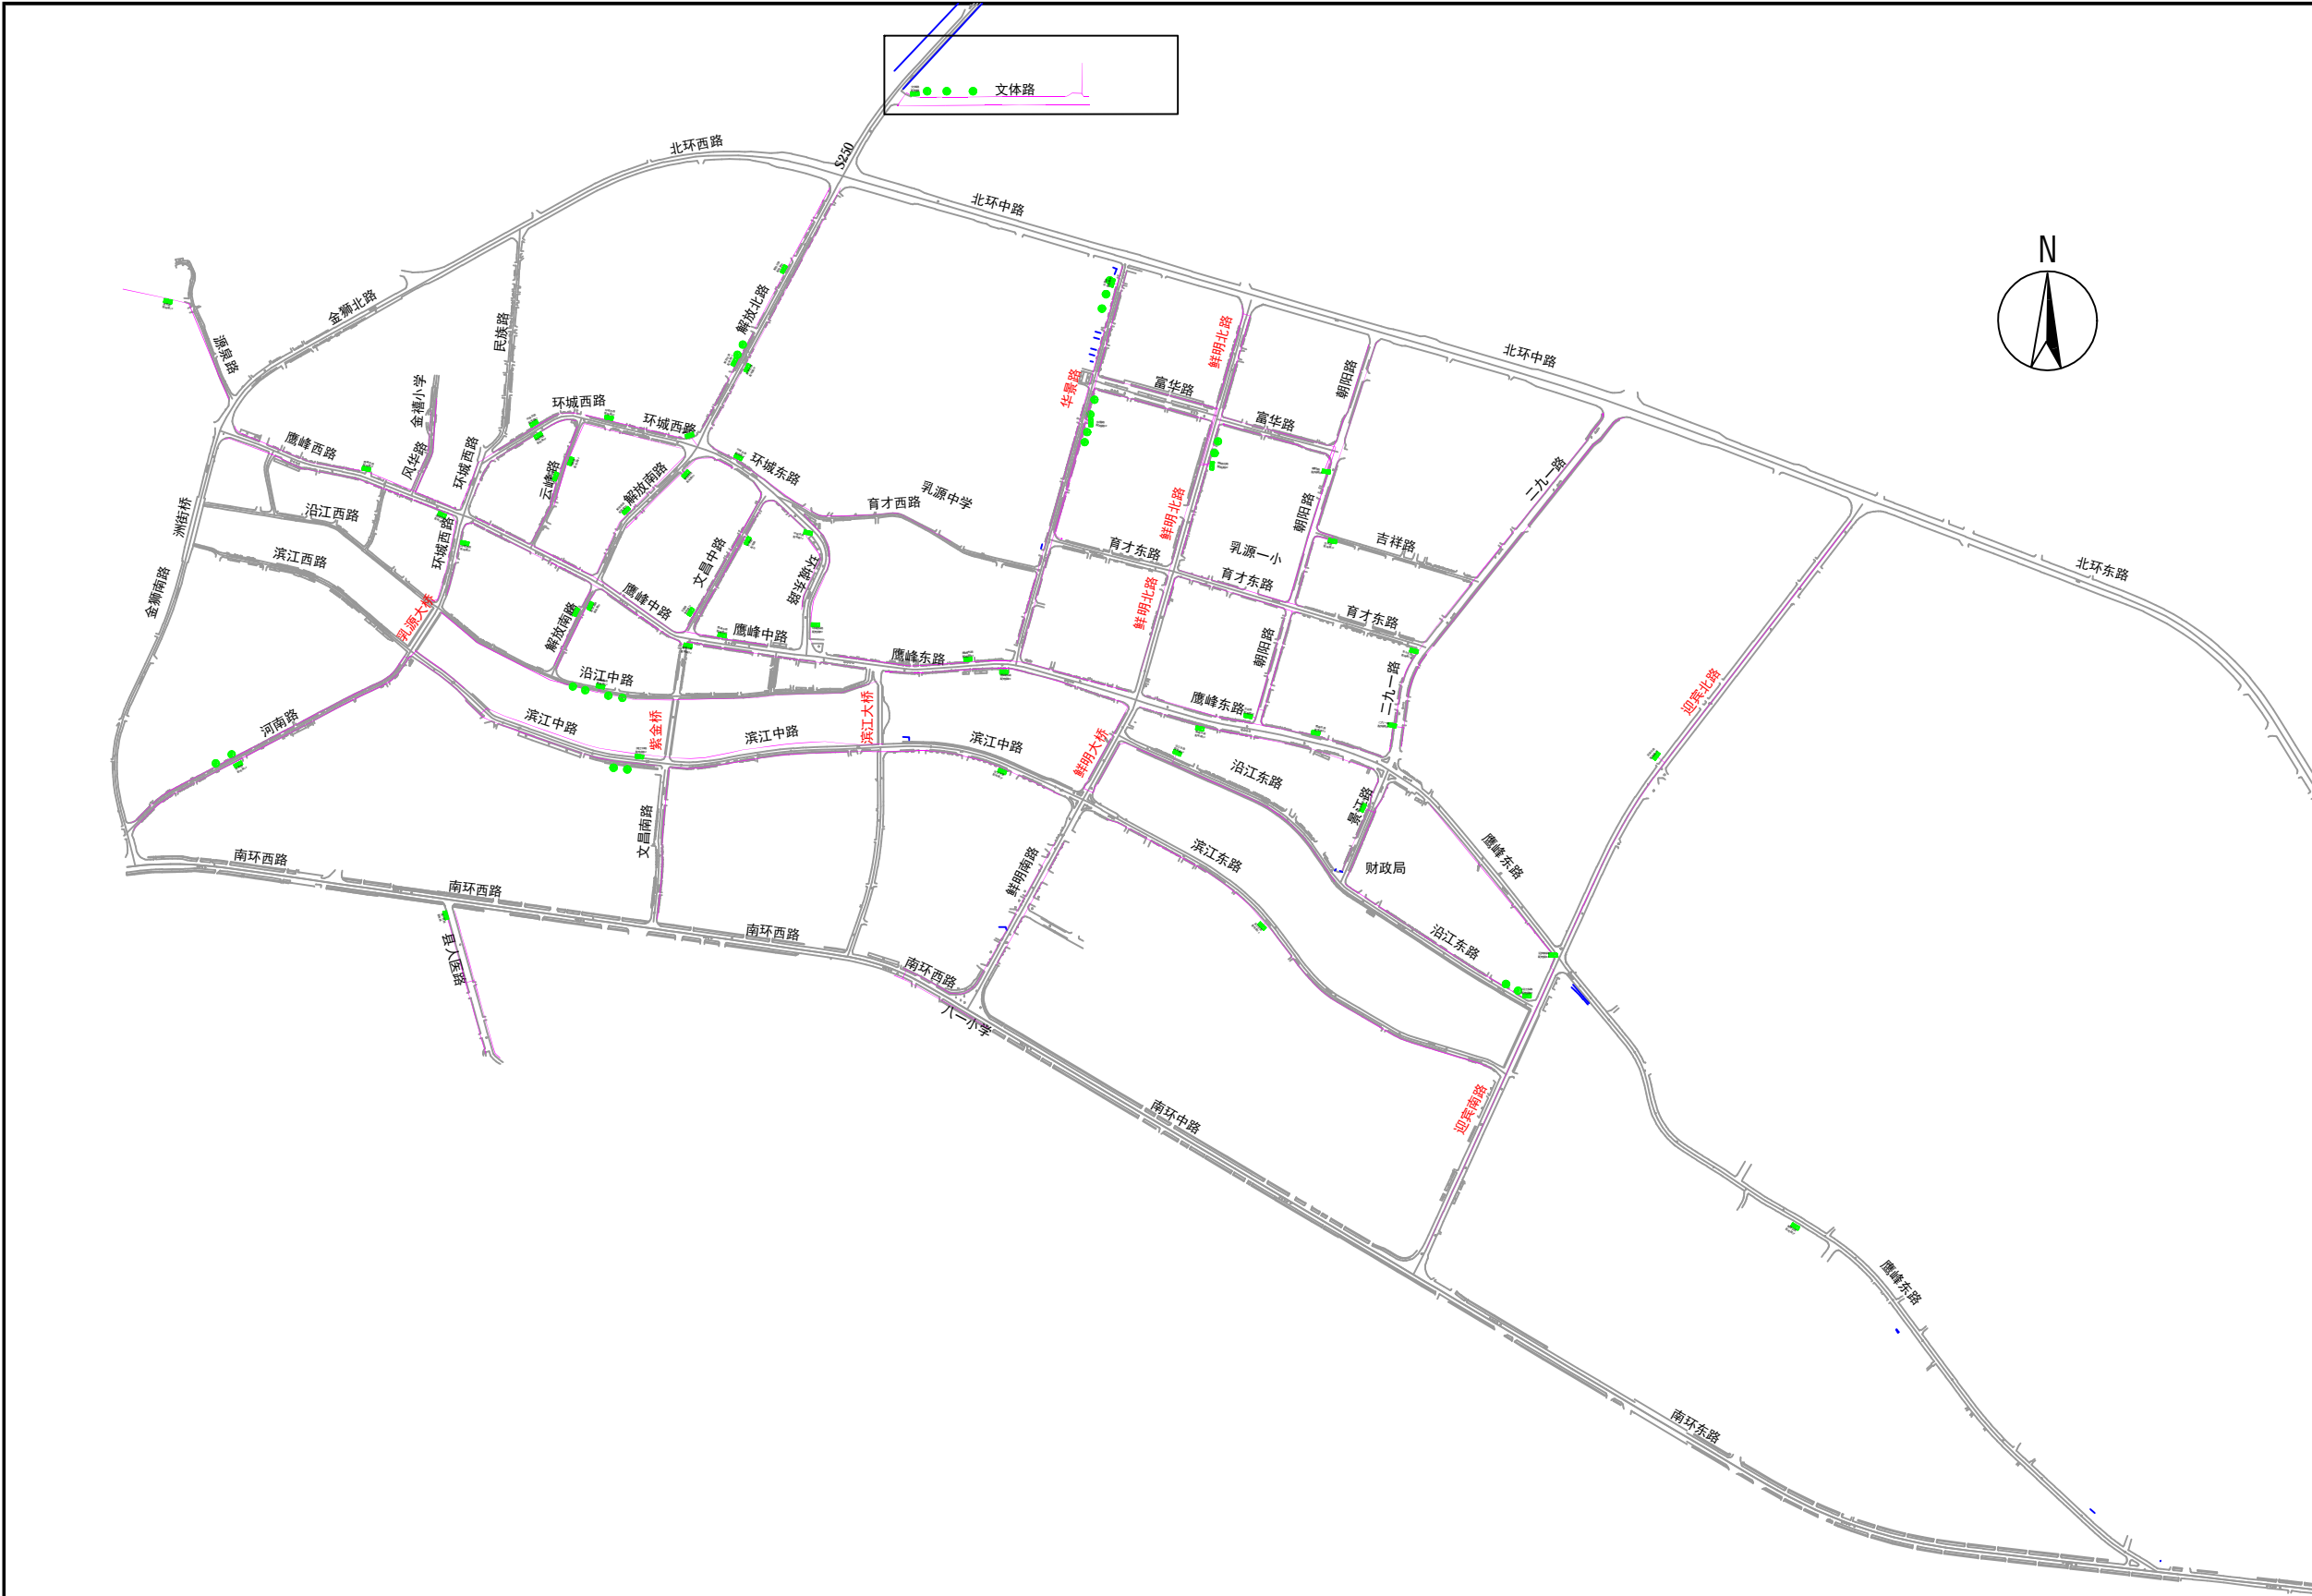 文体路
北环西路
S250
北环中路
N
金狮北路
源泉路
民族路
解放北路
鲜明北路
北环中路
华景路
朝阳路
富华路
富华路
金禧小学
环城西路
环城西路
鹰峰西路
风华路
环城西路
环城东路
云峰路
解放南路
二九一路
洲街桥
沿江西路
育才西路
乳源中学
鲜明北路
朝阳路
滨江西路
环城西路
文昌中路
环城东路
育才东路
乳源一小
吉祥路
北环东路
金狮南路
乳源大桥
鹰峰中路
育才东路
鲜明北路
育才东路
解放南路
鹰峰中路
鹰峰东路
朝阳路
沿江中路
二九一路
迎宾北路
河南路
滨江中路
紫金桥
滨江中路
滨江大桥
滨江中路
鹰峰东路
鲜明大桥
沿江东路
景江路
文昌南路
南环西路
南环西路
鲜明南路
滨江东路
财政局
鹰峰东路
县人医路
南环西路
南环西路
沿江东路
八一小学
南环中路
迎宾南路
鹰峰东路
南环东路